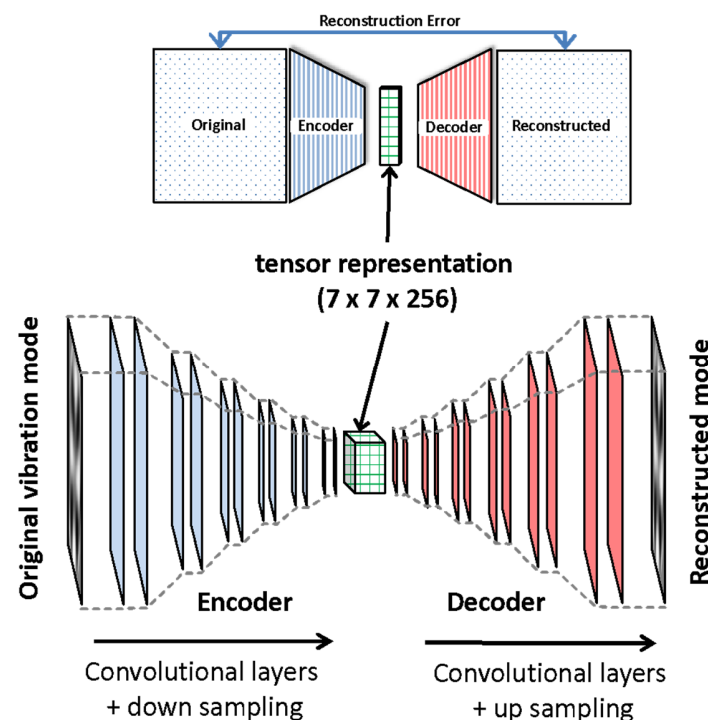 Reconstruction Error
Original
Encoder
Decoder
Reconstructed
tensor representation
(7 x 7 x 256)
Original vibration mode
Reconstructed mode
Encoder
Decoder
Convolutional layers
+ down sampling
Convolutional layers
+ up sampling